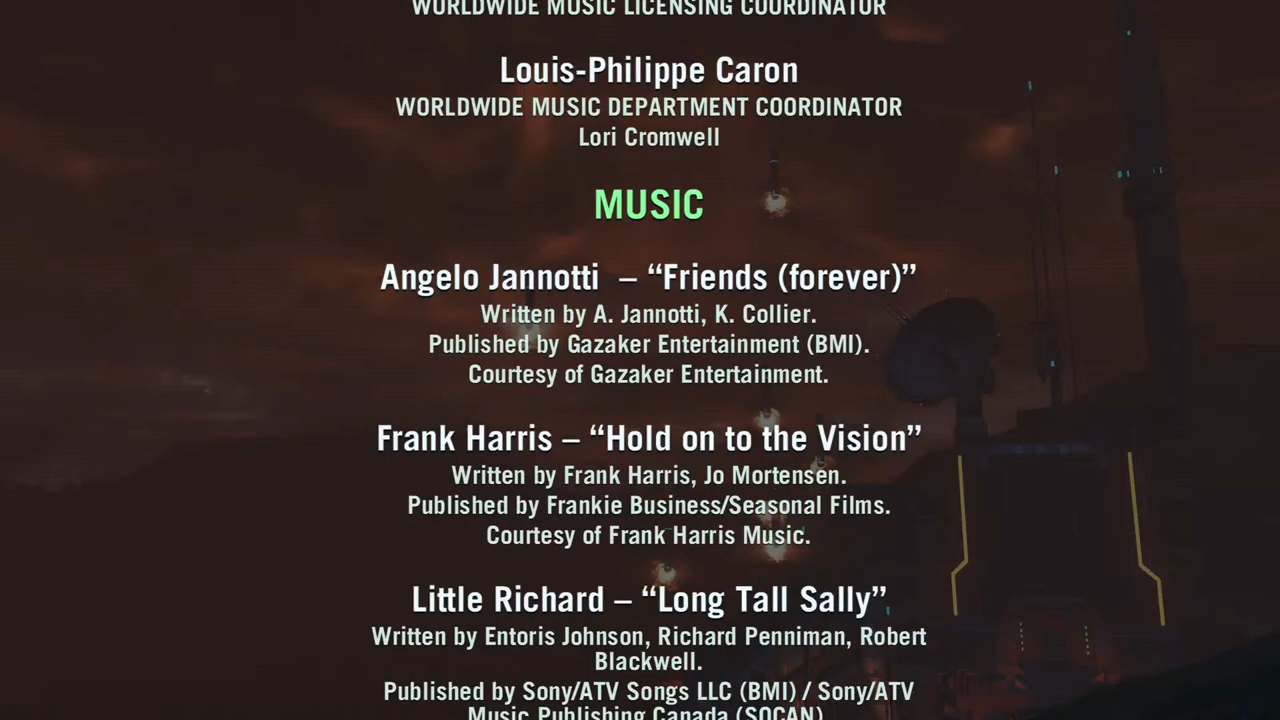 WORLDWIDE MUSIC LICENSING COORDINATOR
Louis-Philippe Caron
WORLDWIDE MUSIC DEPARTMENT COORDINATOR
Lori Cromwell
MUSIC
Angelo Jannotti – “Friends (forever)”
Written by A. Jannotti, K. Collier.
Published by Gazaker Entertainment (BMI).
Courtesy of Gazaker Entertainment.
Frank Harris – “Hold on to the Vision”
Written by Frank Harris, Jo Mortensen.
Published by Frankie Business/Seasonal Films.
Courtesy of Frank Harris Music.
Little Richard – “Long Tall Sally”
Written by Entoris Johnson, Richard Penniman, Robert
Blackwell.
Published by Sony/ATV Songs LLC (BMI) / Sony/ATV
Music Publishing Canada (SOCAN)